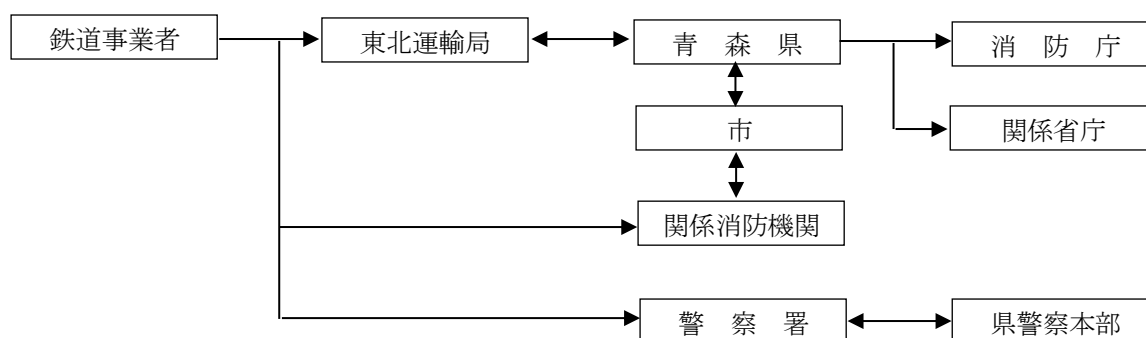 鉄道事業者
東北運輸局
青　森　県
消　防　庁
市
関係省庁
関係消防機関
警　察　署
県警察本部